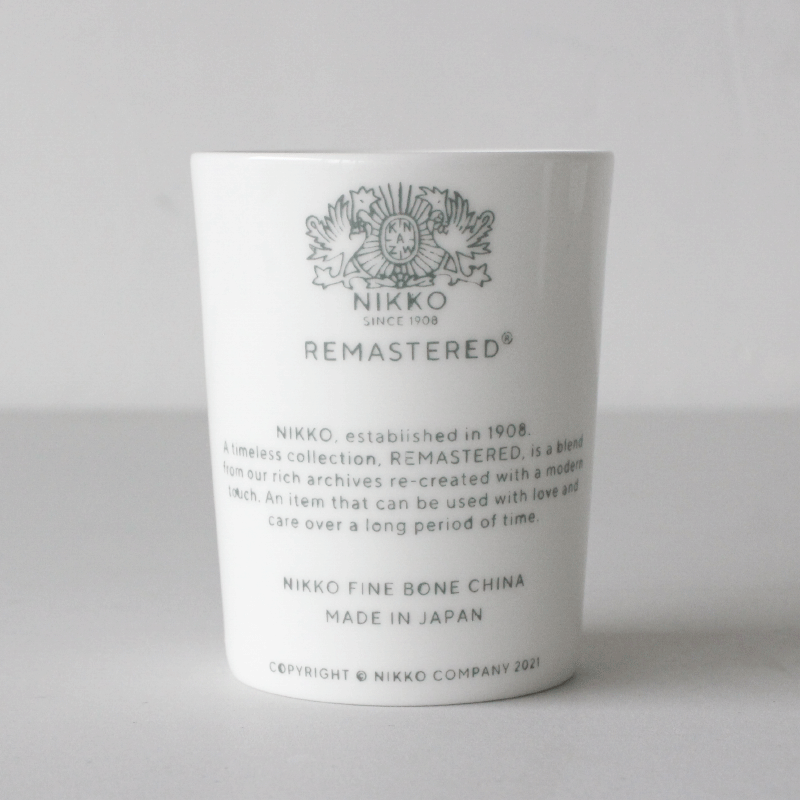 KNAZW
NIKKO
SINCE 1908
REMASTERED®
NIKKO, established in 1908.
A timeless collection, REMASTERED, is a blend
from our rich archives re-created with a modern
touch. An item that can be used with love and
care over a long period of time.
NIKKO FINE BONE CHINA
MADE IN JAPAN
COPYRIGHT © NIKKO COMPANY 2021